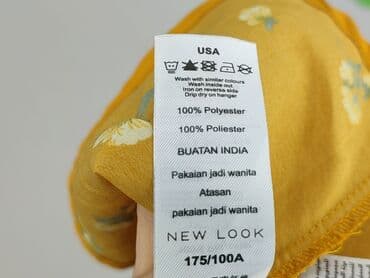 USA
Wash with similar colours
Wash inside out
Iron on reverse side
Drip dry on hanger
100% Polyester
100% Poliester
BUATAN INDIA
Pakaian jadi wanita
Atasan
pakaian jadi wanita
NEW LOOK
175/100A